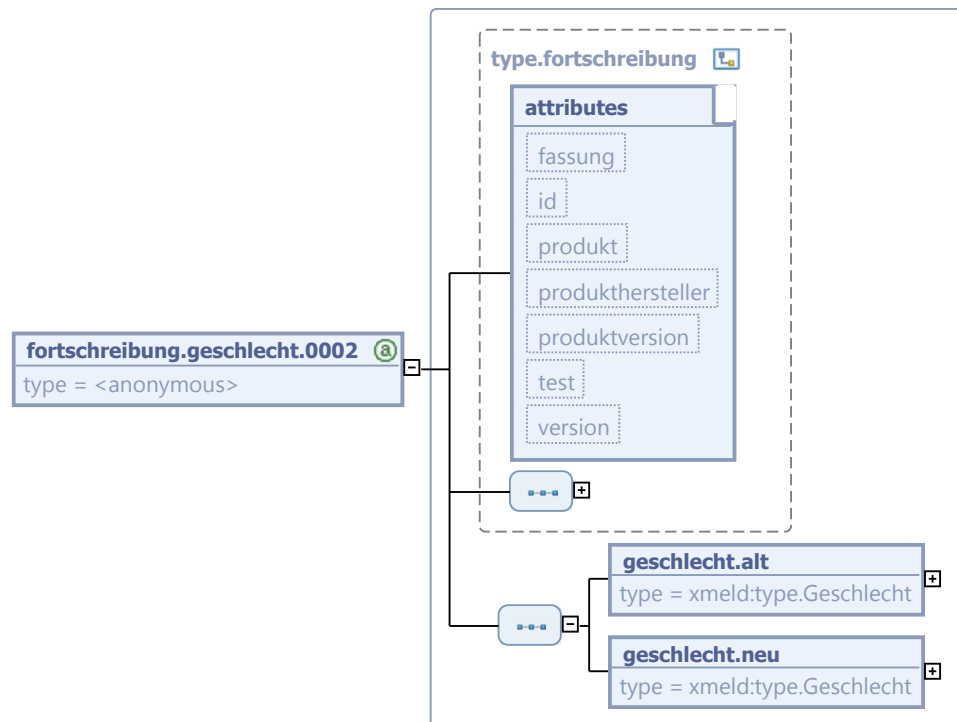 type.fortschreibung
attributes
fassung
id
produkt
produkthersteller
produktversion
test
version
fortschreibung.geschlecht.0002 a
type = <anonymous>
geschlecht.alt
type = xmeld:type.Geschlecht
geschlecht.neu
type = xmeld:type.Geschlecht